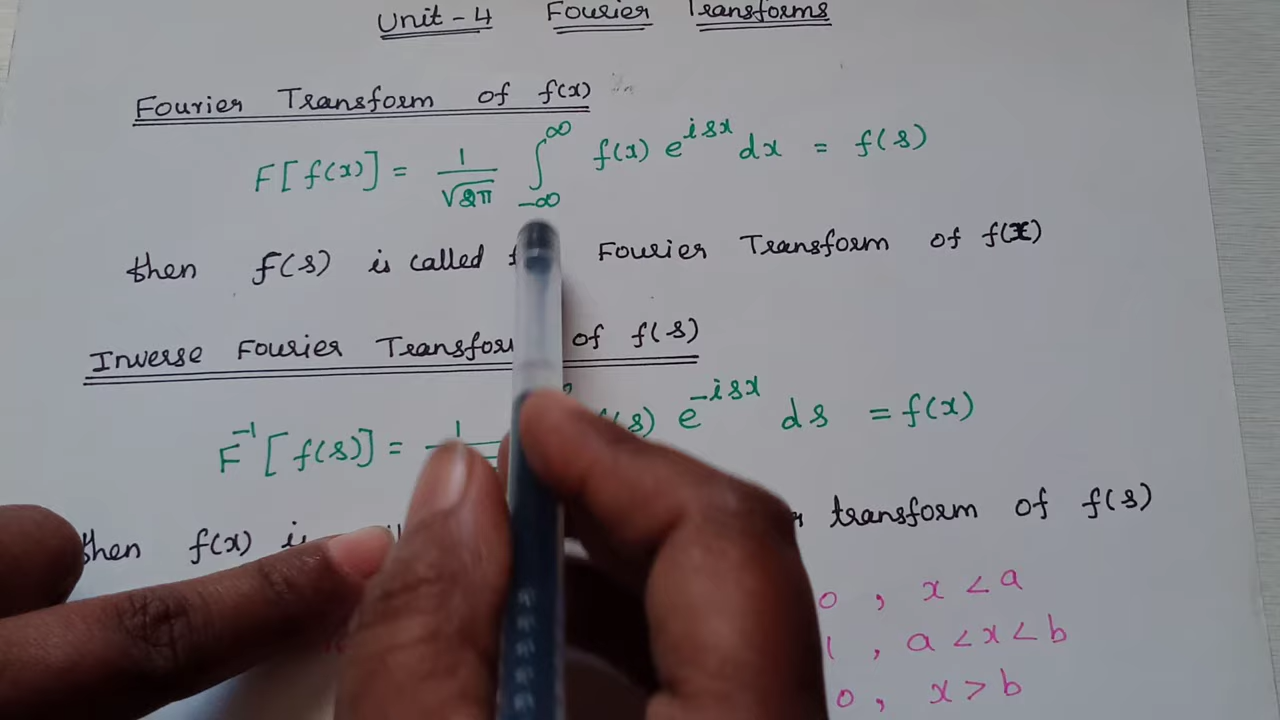 Unit - 4 Fourier Transforms
Fourier Transform of f(x)
F[f(x)] = 1/√2π ∫_{-∞}^{∞} f(x) e^{isx} dx = f(s)
then f(s) is called Fourier Transform of f(x)
Inverse Fourier Transform of f(s)
F^{-1}[f(s)] = f(s) e^{-isx} ds = f(x)
then f(x) is transform of f(s)
0 , x < a
1 , a < x < b
0 , x > b